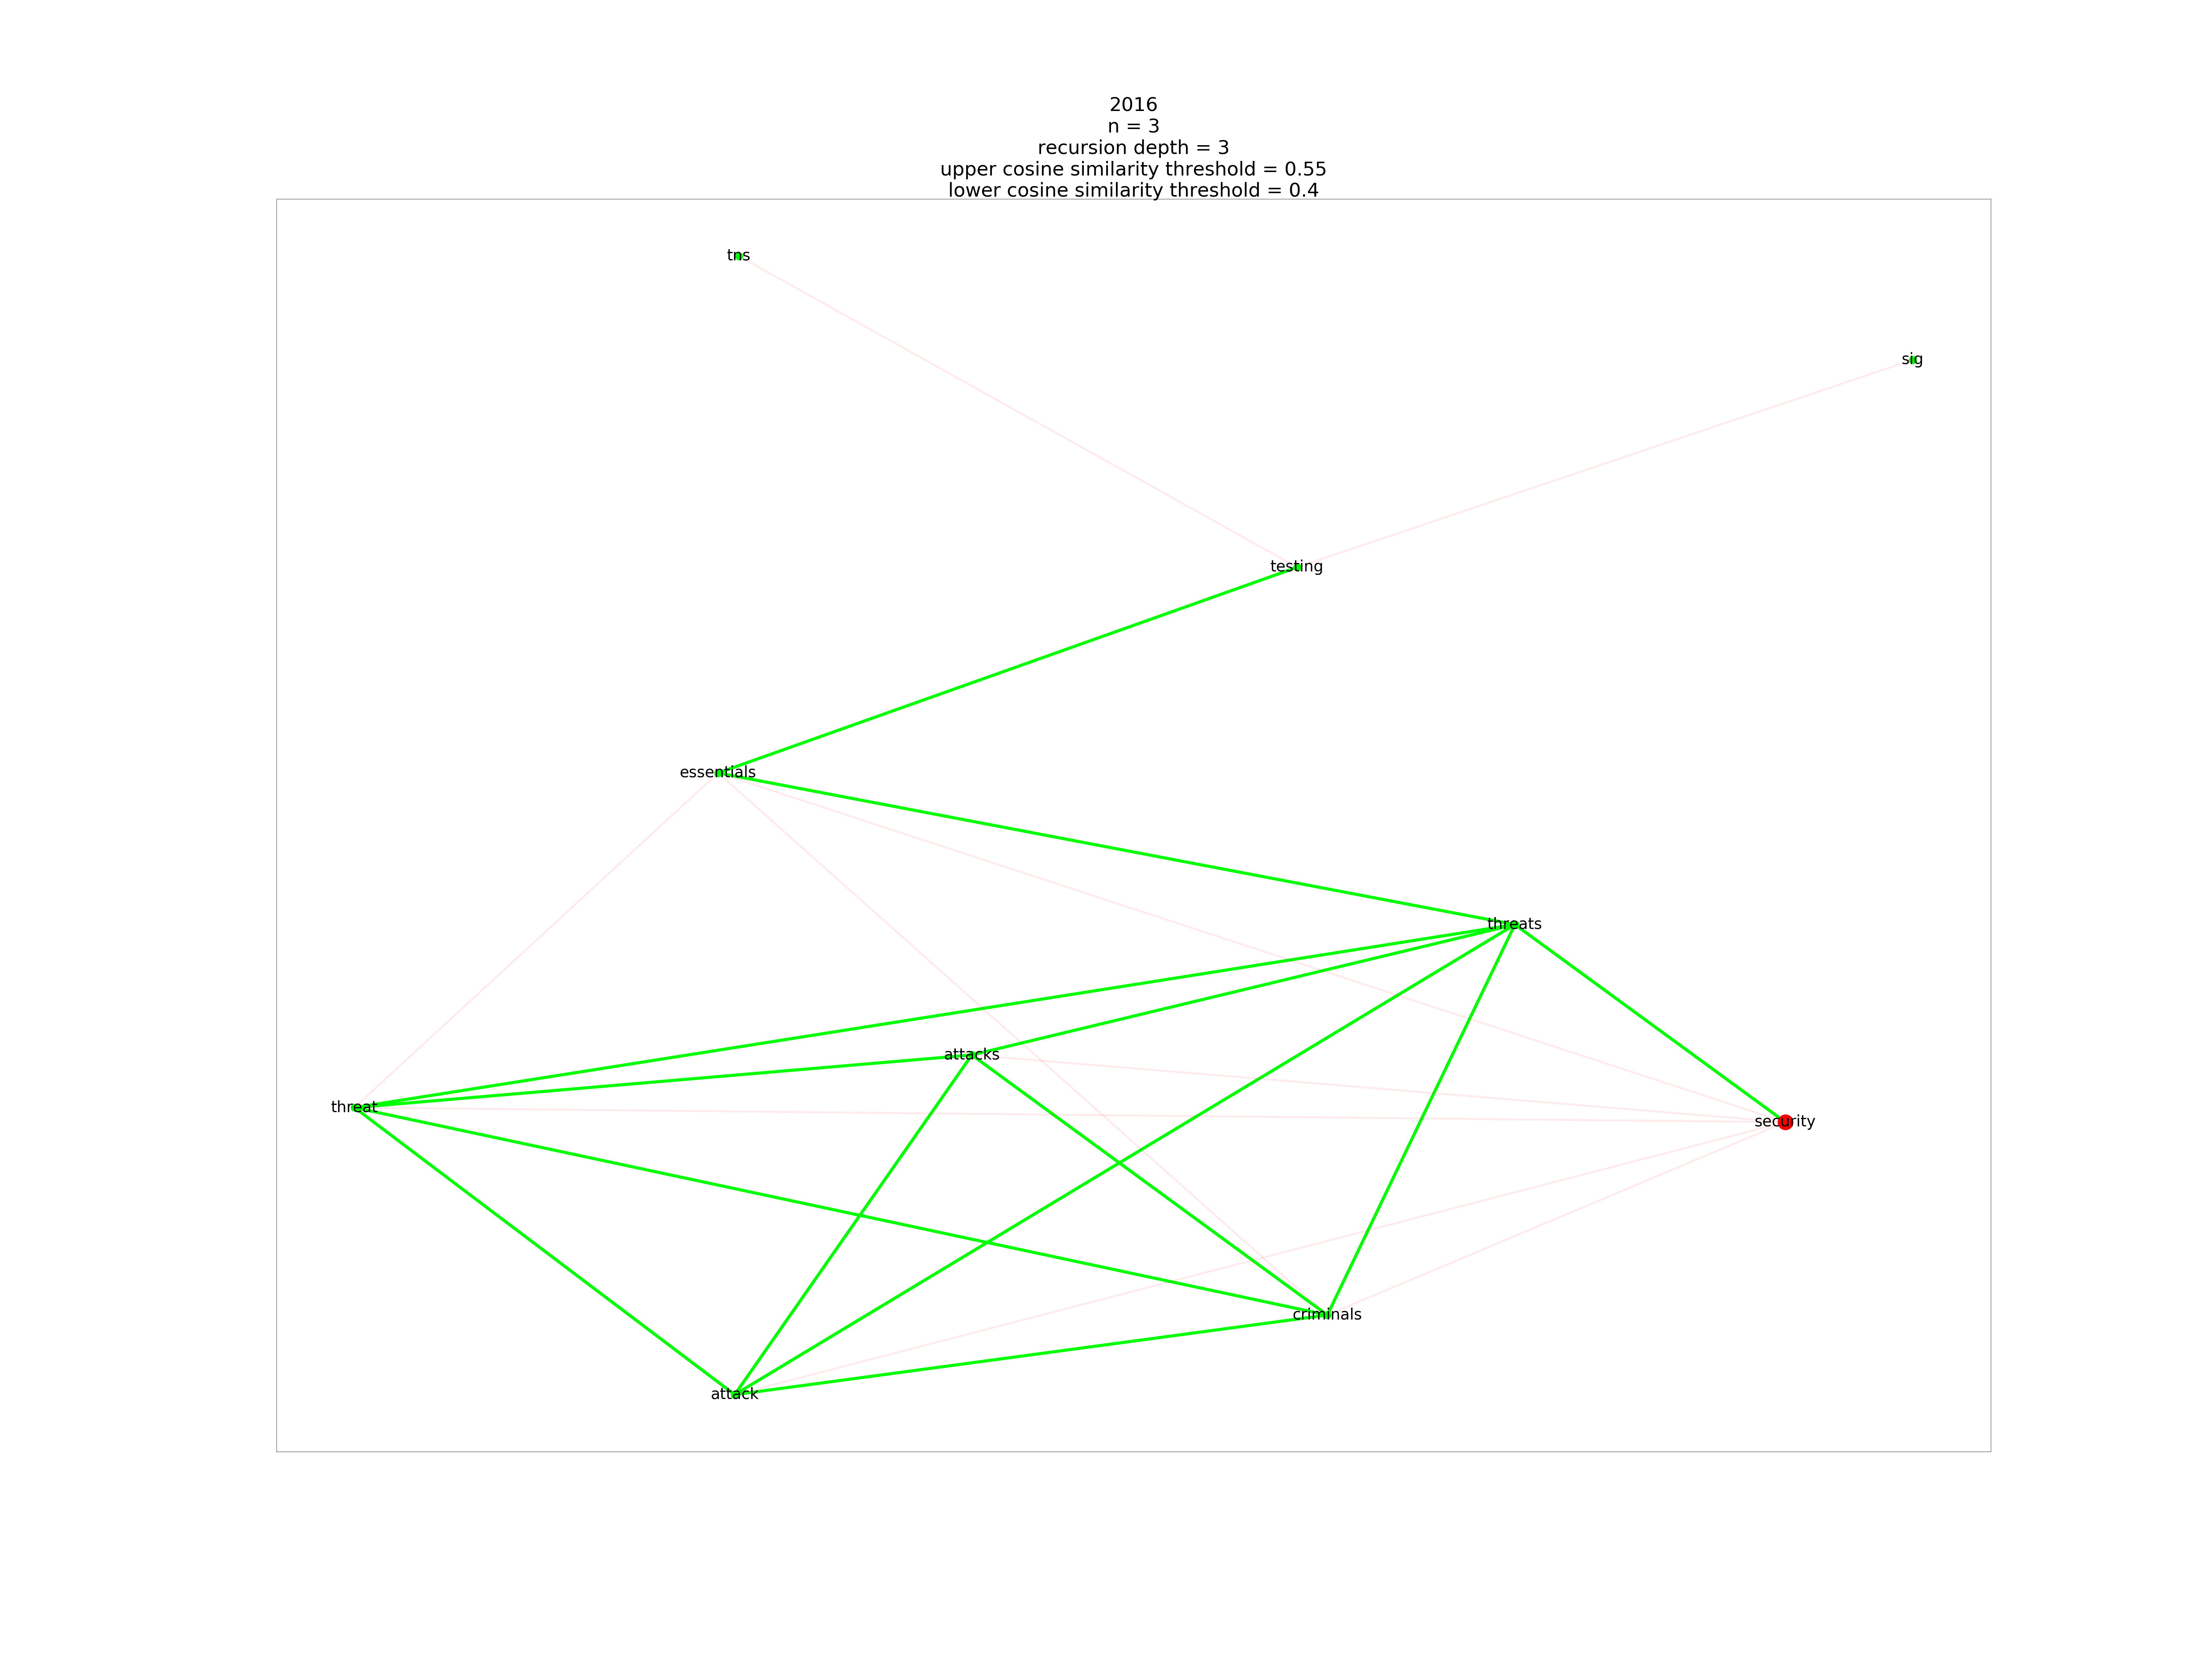 2016
n = 3
recursion depth = 3
upper cosine similarity threshold = 0.55
lower cosine similarity threshold = 0.4
tns
sig
testing
essentials
threats
attacks
threat
security
criminals
attack